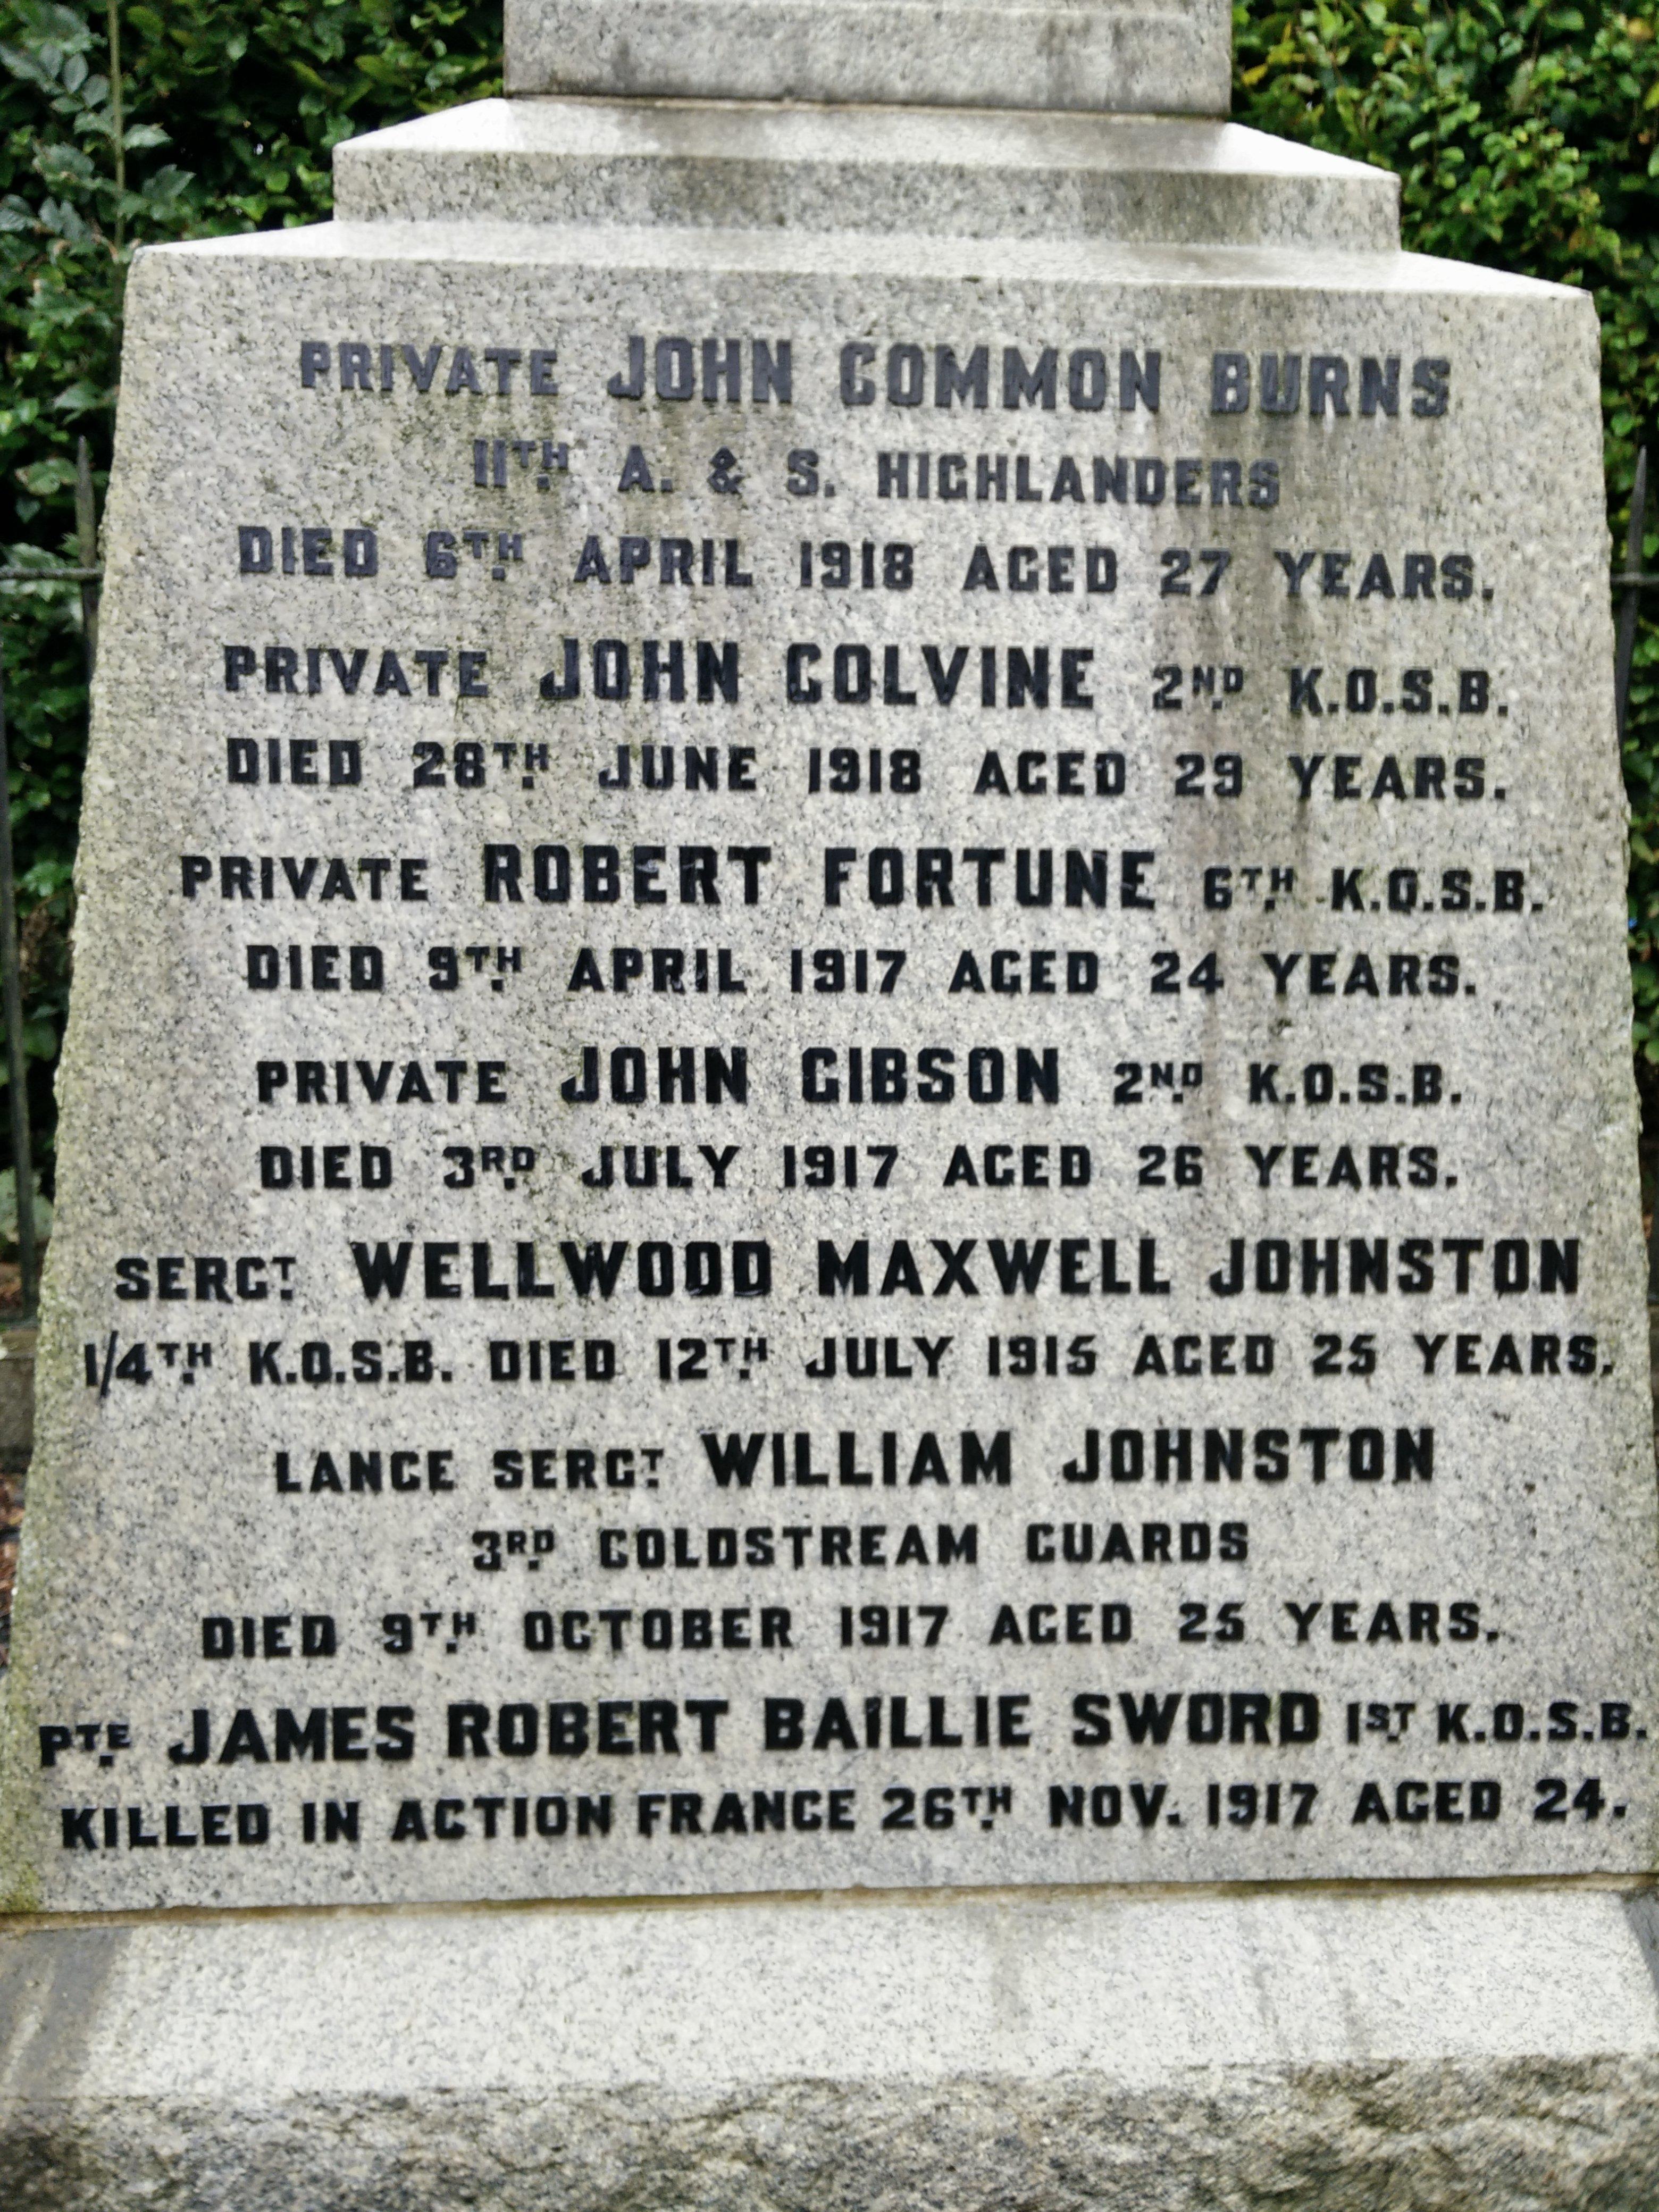 PRIVATE JOHN COMMON BURNS
11TH A. & S. HIGHLANDERS
DIED 6TH APRIL 1918 AGED 27 YEARS.
PRIVATE JOHN COLVINE 2ND K.O.S.B.
DIED 28TH JUNE 1918 AGED 29 YEARS.
PRIVATE ROBERT FORTUNE 6TH K.O.S.B.
DIED 9TH APRIL 1917 AGED 24 YEARS.
PRIVATE JOHN GIBSON 2ND K.O.S.B.
DIED 3RD JULY 1917 AGED 26 YEARS.
SERGT WELLWOOD MAXWELL JOHNSTON
1/4TH K.O.S.B. DIED 12TH JULY 1915 AGED 25 YEARS.
LANCE SERGT WILLIAM JOHNSTON
3RD COLDSTREAM GUARDS
DIED 9TH OCTOBER 1917 AGED 25 YEARS.
PTE JAMES ROBERT BAILLIE SWORD 1ST K.O.S.B.
KILLED IN ACTION FRANCE 26TH NOV. 1917 AGED 24.